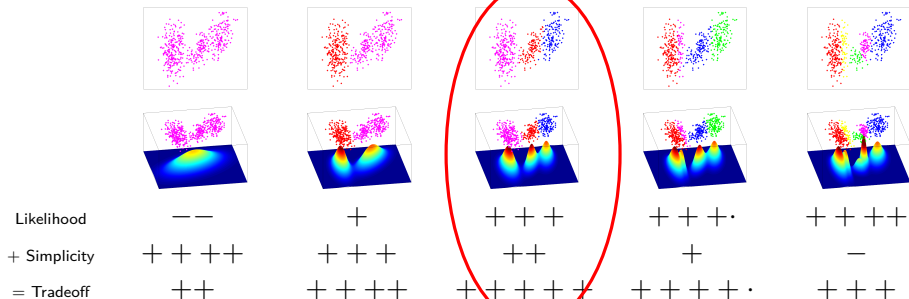 Likelihood −− + + + + + + + · + + + +
+ Simplicity + + + + + + + ++ + −
= Tradeoff ++ + + + + + + + + + + + + + · + + +